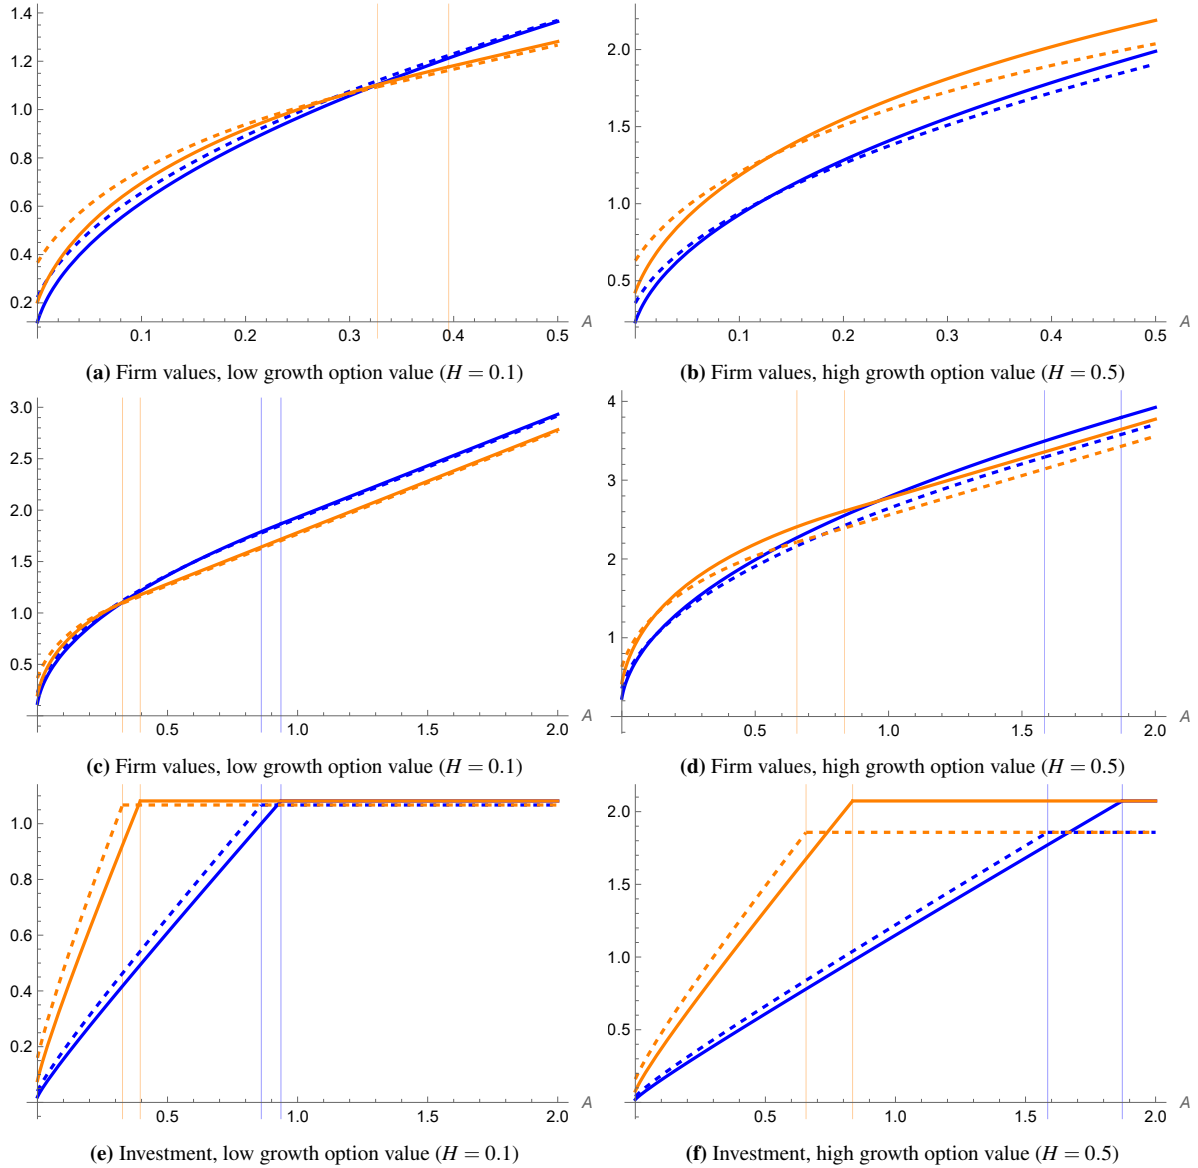 1.4
1.2
1.0
0.8
0.6
0.4
0.2
0.1 0.2 0.3 0.4 0.5 A
(a) Firm values, low growth option value (H = 0.1)
2.0
1.5
1.0
0.5
0.1 0.2 0.3 0.4 0.5 A
(b) Firm values, high growth option value (H = 0.5)
3.0
2.5
2.0
1.5
1.0
0.5
0.5 1.0 1.5 2.0 A
(c) Firm values, low growth option value (H = 0.1)
4
3
2
1
0.5 1.0 1.5 2.0 A
(d) Firm values, high growth option value (H = 0.5)
1.0
0.8
0.6
0.4
0.2
0.5 1.0 1.5 2.0 A
(e) Investment, low growth option value (H = 0.1)
2.0
1.5
1.0
0.5
0.5 1.0 1.5 2.0 A
(f) Investment, high growth option value (H = 0.5)